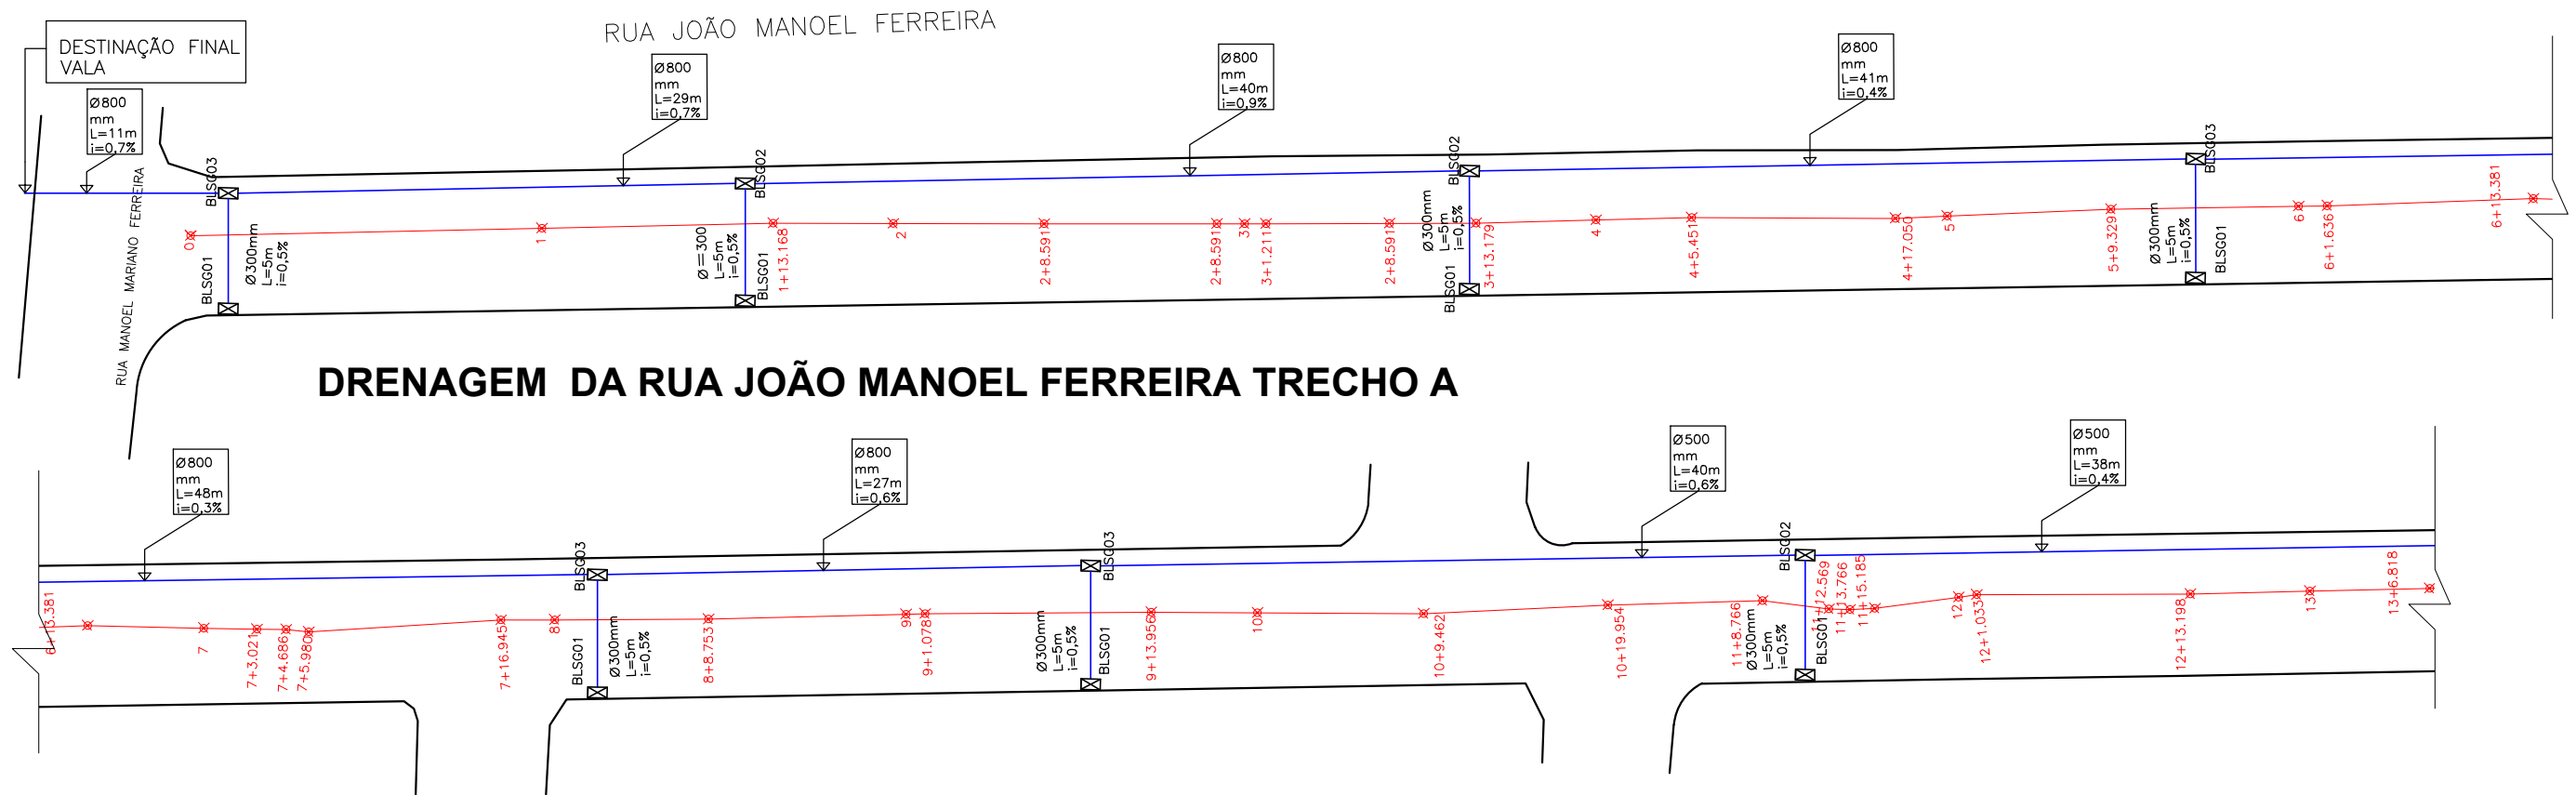 RUA JOÃO MANOEL FERREIRA
DESTINAÇÃO FINAL
VALA
Ø800
mm
L=11m
i=0,7%
Ø800
mm
L=29m
i=0,7%
Ø800
mm
L=40m
i=0,9%
Ø800
mm
L=41m
i=0,4%
RUA MANOEL MARIANO FERREIRA
BLSG03
BLSG01
Ø300mm
L=5m
i=0,5%
BLSG02
BLSG01
Ø=300
L=5m
i=0,5%
BLSG02
BLSG01
Ø300mm
L=5m
i=0,5%
BLSG03
BLSG01
Ø300mm
L=5m
i=0,5%
0
1
1+13.168
2
2+8.591
2+8.591
3
3+1.211
2+8.591
3+13.179
4
4+5.451
4+17.050
5
5+9.329
6
6+1.636
6+13.381
DRENAGEM DA RUA JOÃO MANOEL FERREIRA TRECHO A
Ø800
mm
L=48m
i=0,3%
Ø800
mm
L=27m
i=0,6%
Ø500
mm
L=40m
i=0,6%
Ø500
mm
L=38m
i=0,4%
BLSG03
BLSG01
Ø300mm
L=5m
i=0,5%
BLSG03
BLSG01
Ø300mm
L=5m
i=0,5%
BLSG02
BLSG01
Ø300mm
L=5m
i=0,5%
6+13.381
7
7+3.021
7+4.686
7+5.980
7+16.945
8
8+8.753
9
9+1.078
9+13.956
10
10+9.462
10+19.954
11+8.766
11+12.569
11+13.766
11+15.185
12
12+1.033
12+13.198
13
13+6.818